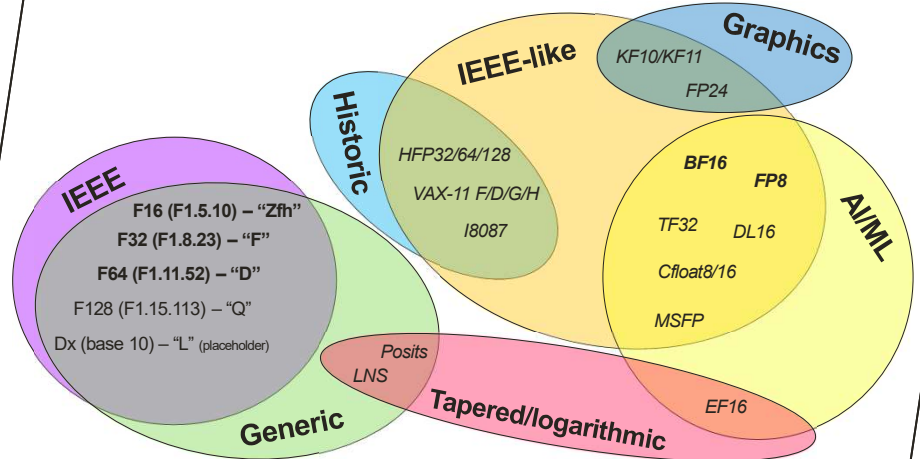 Graphics
KF10/KF11
FP24
IEEE-like
Historic
HFP32/64/128
VAX-11 F/D/G/H
I8087
BF16
FP8
TF32
DL16
Cfloat8/16
MSFP
AI/ML
IEEE
F16 (F1.5.10) – “Zfh”
F32 (F1.8.23) – “F”
F64 (F1.11.52) – “D”
F128 (F1.15.113) – “Q”
Dx (base 10) – “L” (placeholder)
Posits
LNS
Generic
Tapered/logarithmic
EF16